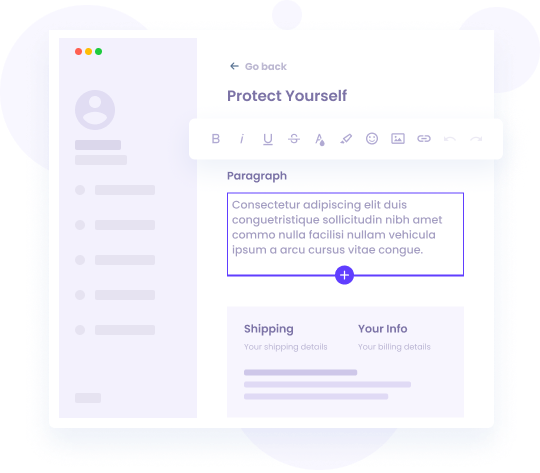 Go back
Protect Yourself
B i U S A
Paragraph
Consectetur adipiscing elit duis
conguetristique sollicitudin nibh amet
commo nulla facilisi nullam vehicula
ipsum a arcu cursus vitae congue.
Shipping Your Info
Your shipping details Your billing details